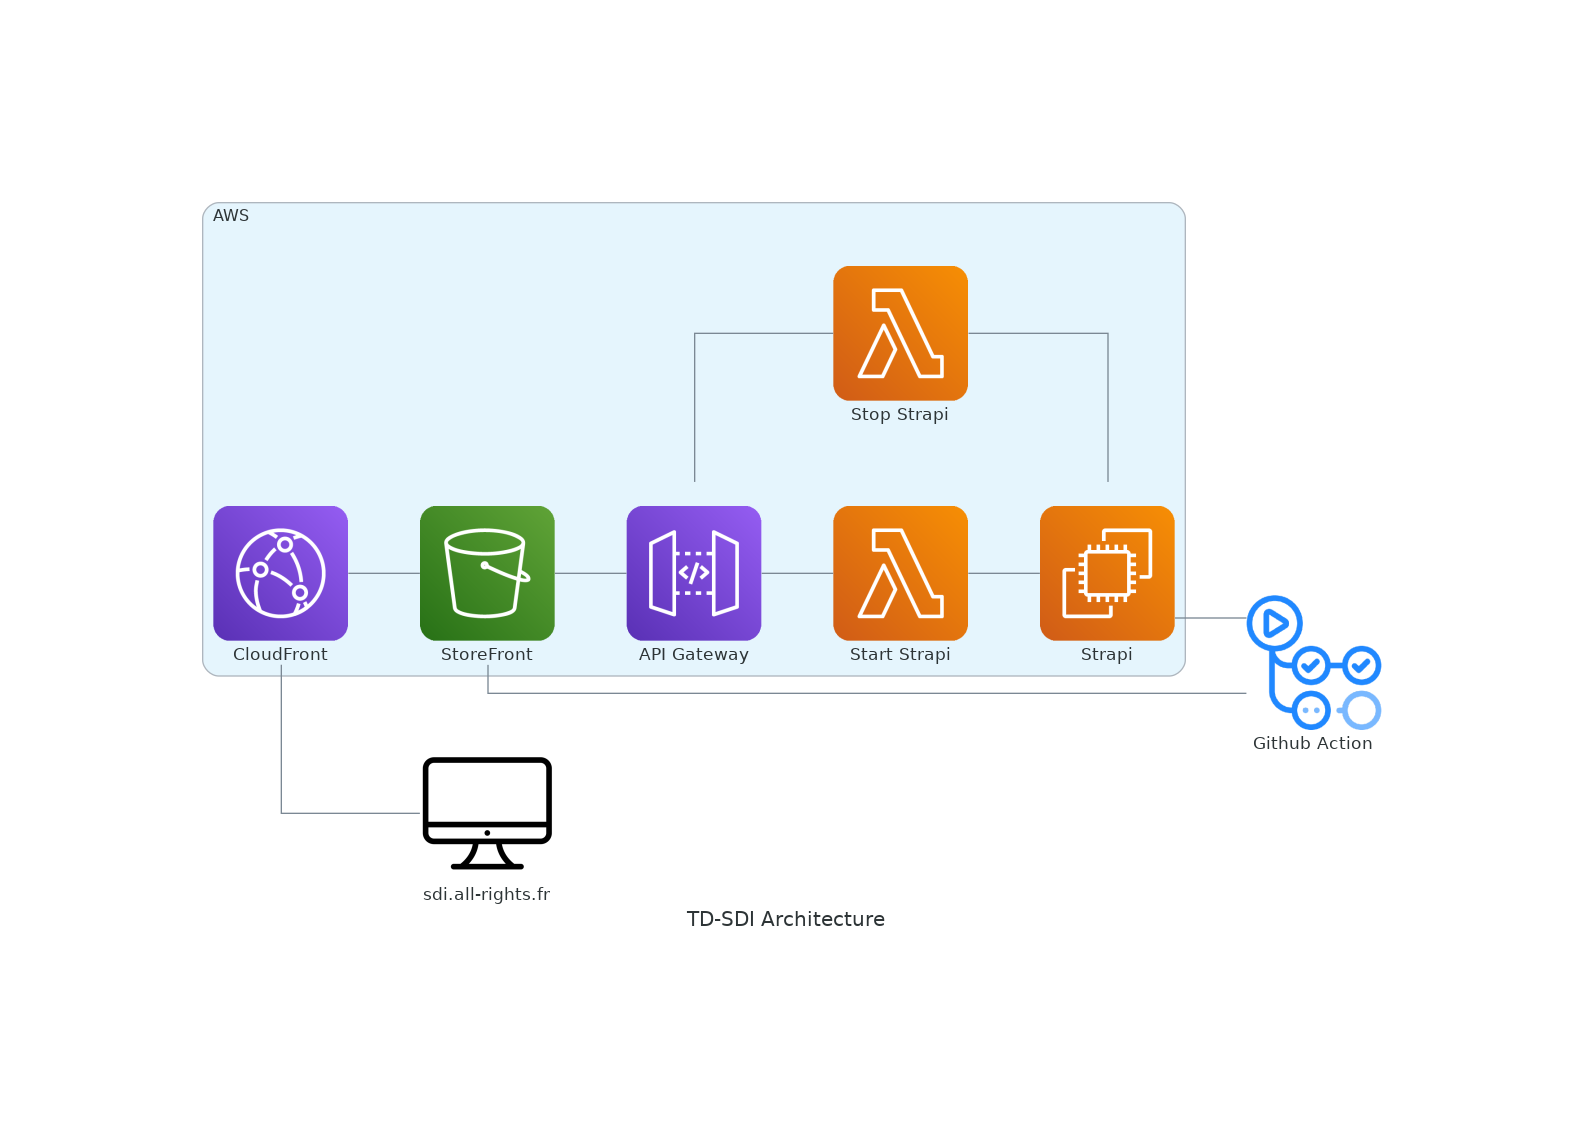 AWS
Stop Strapi
CloudFront
StoreFront
API Gateway
Start Strapi
Strapi
Github Action
sdi.all-rights.fr
TD-SDI Architecture